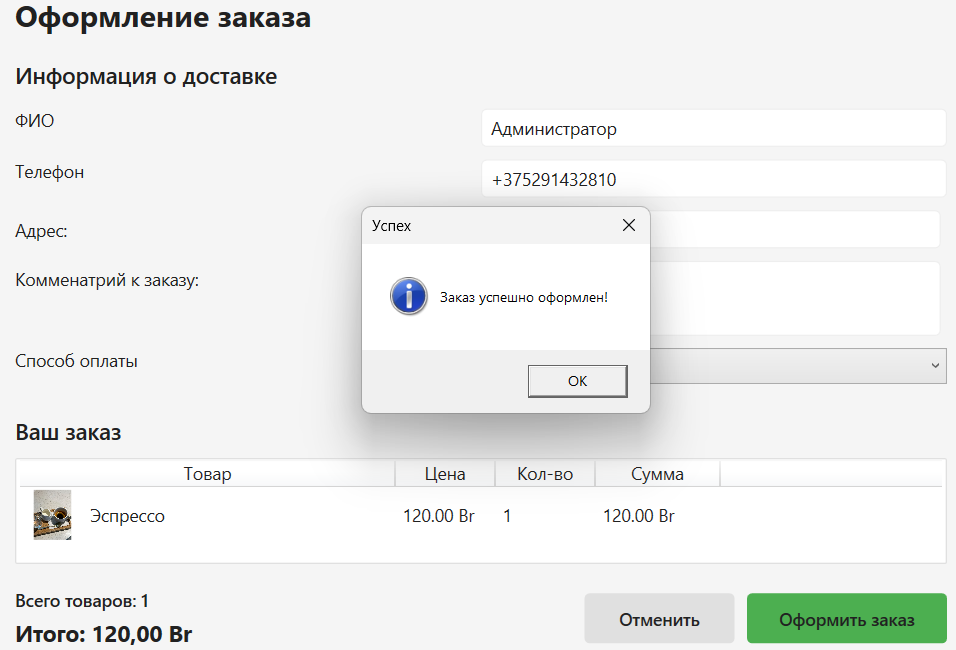 Оформление заказа
Информация о доставке
ФИО
Администратор
Телефон
+375291432810
Адрес:
Комменатрий к заказу:
Способ оплаты
Успех
Заказ успешно оформлен!
OK
Ваш заказ
Товар Цена Кол-во Сумма
Эспрессо 120.00 Br 1 120.00 Br
Всего товаров: 1
Итого: 120,00 Br
Отменить
Оформить заказ